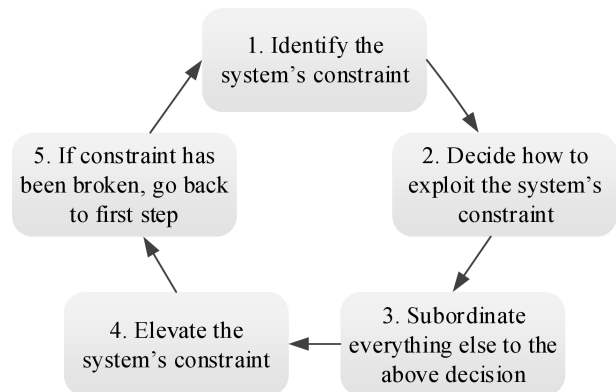 1. Identify the
system’s constraint
2. Decide how to
exploit the system’s
constraint
3. Subordinate
everything else to the
above decision
4. Elevate the
system’s constraint
5. If constraint has
been broken, go back
to first step